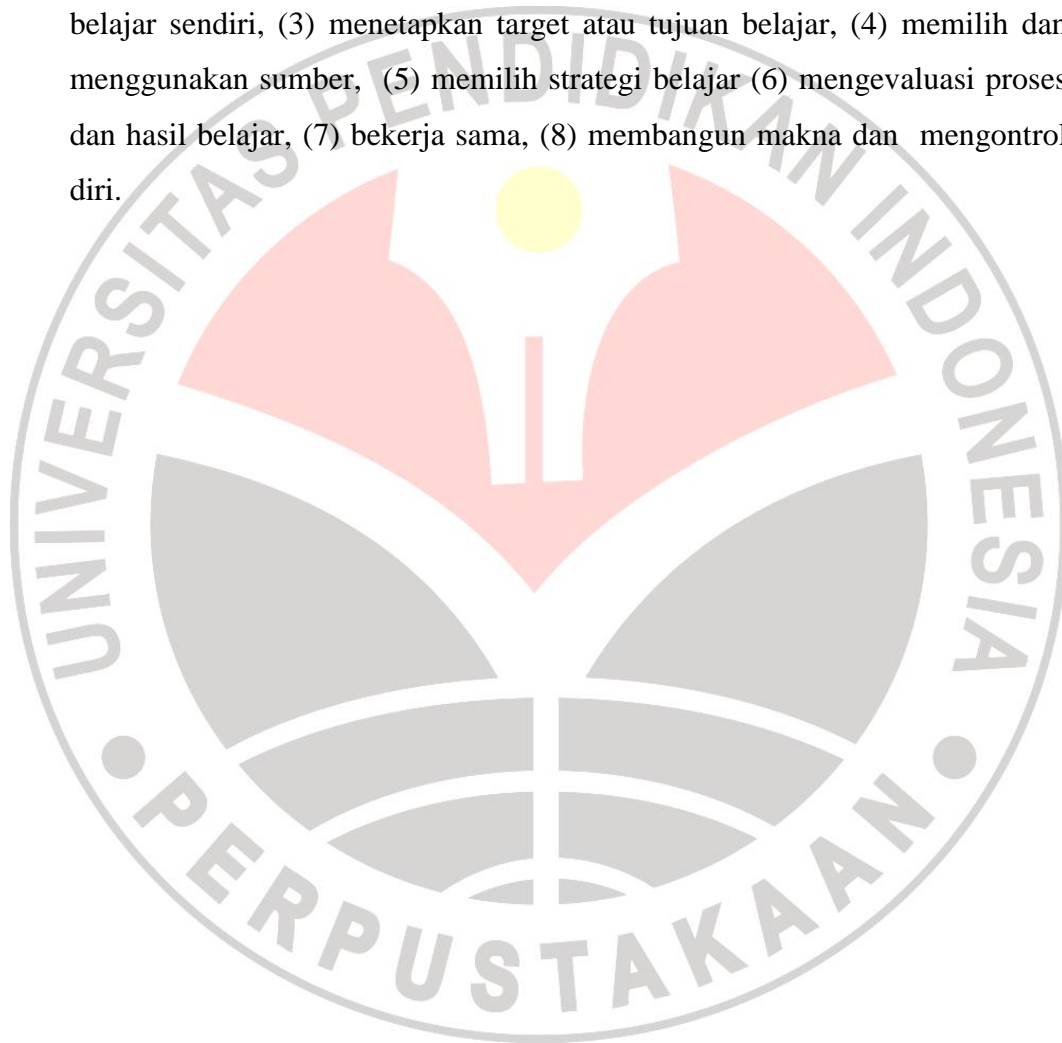 belajar sendiri, (3) menetapkan target atau tujuan belajar, (4) memilih dan
menggunakan sumber, (5) memilih strategi belajar (6) mengevaluasi proses
dan hasil belajar, (7) bekerja sama, (8) membangun makna dan mengontrol
diri.
UNIVERSITAS PENDIDIKAN INDONESIA
PERPUSTAKAAN